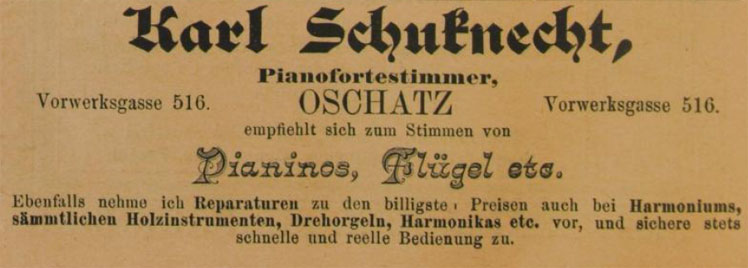 Karl Schuknecht,
Pianofortestimmer,
Vorwerksgasse 516. OSCHATZ Vorwerksgasse 516.
empfiehlt sich zum Stimmen von
Pianinos, Flügel etc.
Ebenfalls nehme ich Reparaturen zu den billigste Preisen auch bei Harmoniums,
sämmtlichen Holzinstrumenten, Drehorgeln, Harmonikas etc. vor, und sichere stets
schnelle und reelle Bedienung zu.